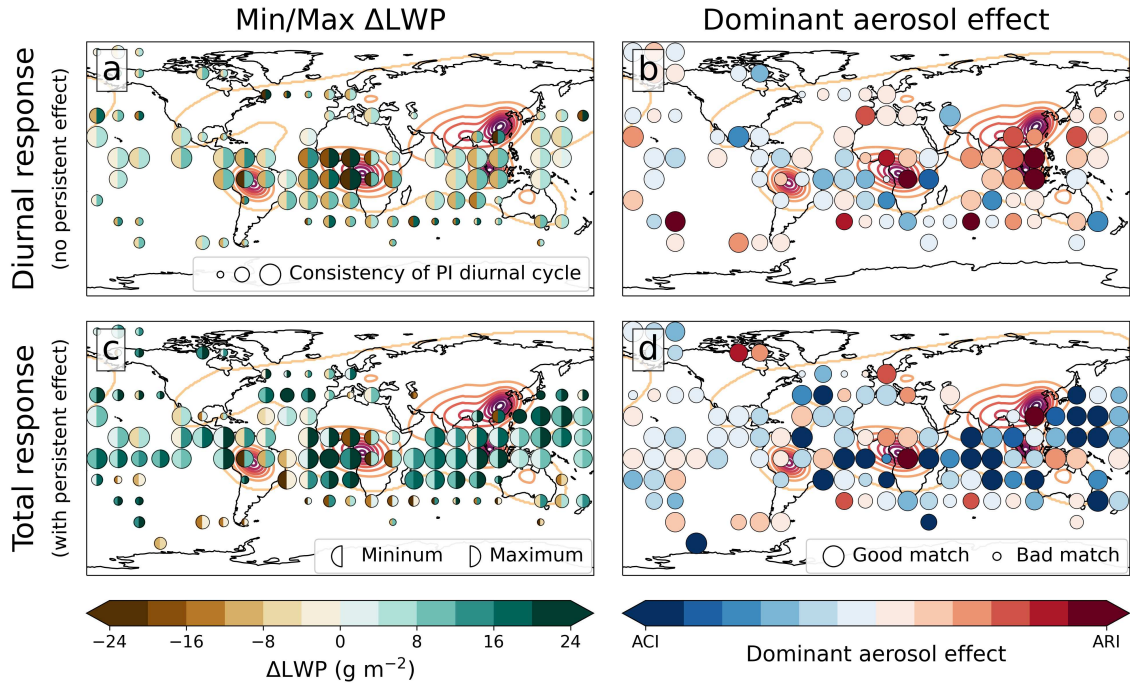 Min/Max ΔLWP
Dominant aerosol effect
Diurnal response
(no persistent effect)
a
b
Consistency of PI diurnal cycle
Total response
(with persistent effect)
c
d
Mininum Maximum
Good match Bad match
−24 −16 −8 0 8 16 24
ΔLWP (g m⁻²)
ACI ARI
Dominant aerosol effect